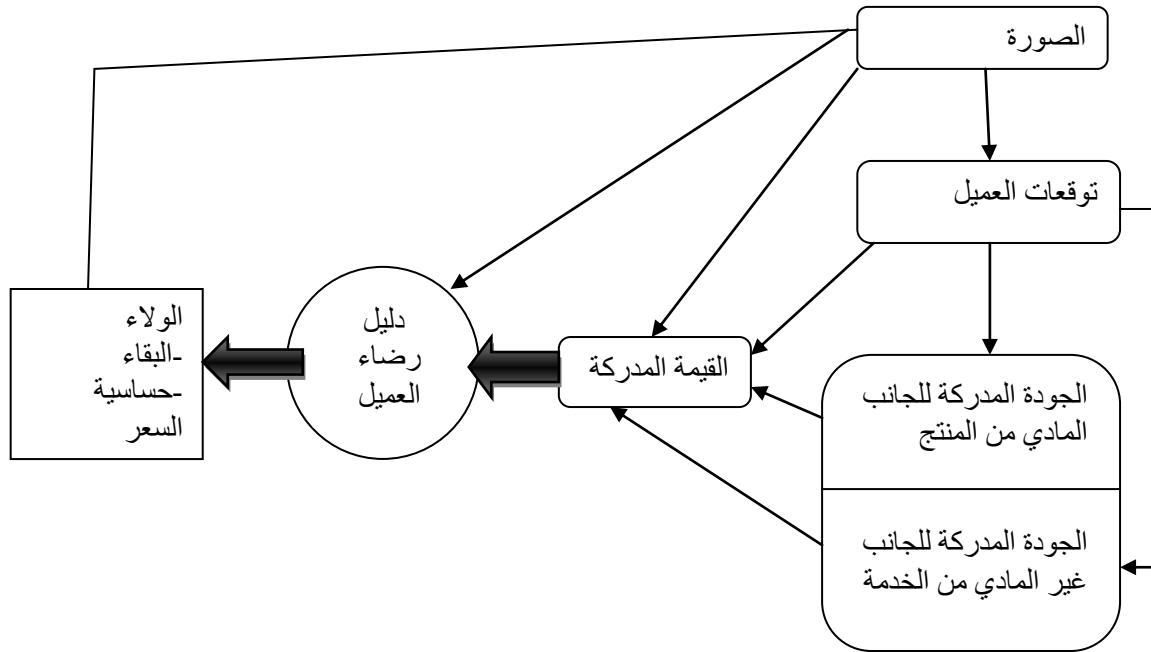 الصورة
توقعات العميل
الجودة المدركة للجانب
المادي من المنتج
الجودة المدركة للجانب
غير المادي من الخدمة
القيمة المدركة
دليل
رضاء
العميل
الولاء
-البقاء
-حساسية
السعر